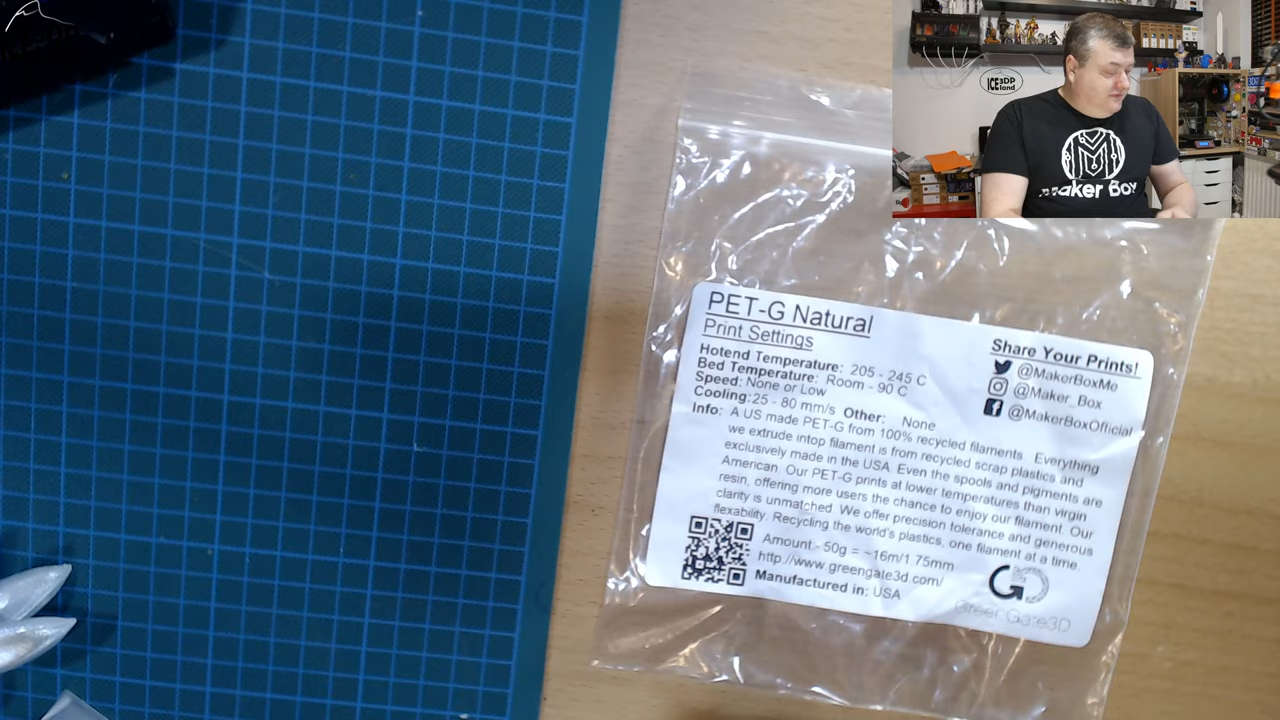 ICE 3DP
land
Maker Box
PET-G Natural
Print Settings
Hotend Temperature: 205 - 245 C
Bed Temperature: Room - 90 C
Speed: None or Low
Cooling: 25 - 80 mm/s Other: None
Info: A US made PET-G from 100% recycled filaments. Everything
we extrude intop filament is from recycled scrap plastics and
exclusively made in the USA. Even the spools and pigments are
American. Our PET-G prints at lower temperatures than virgin
resin, offering more users the chance to enjoy our filament. Our
clarity is unmatched. We offer precision tolerance and generous
flexability. Recycling the world's plastics, one filament at a time.
Amount - 50g = ~16m/1.75mm
http://www.greengate3d.com/
Manufactured in: USA
Share Your Prints!
@MakerBoxMe
@Maker_Box
@MakerBoxOfficial
GreenGate3D